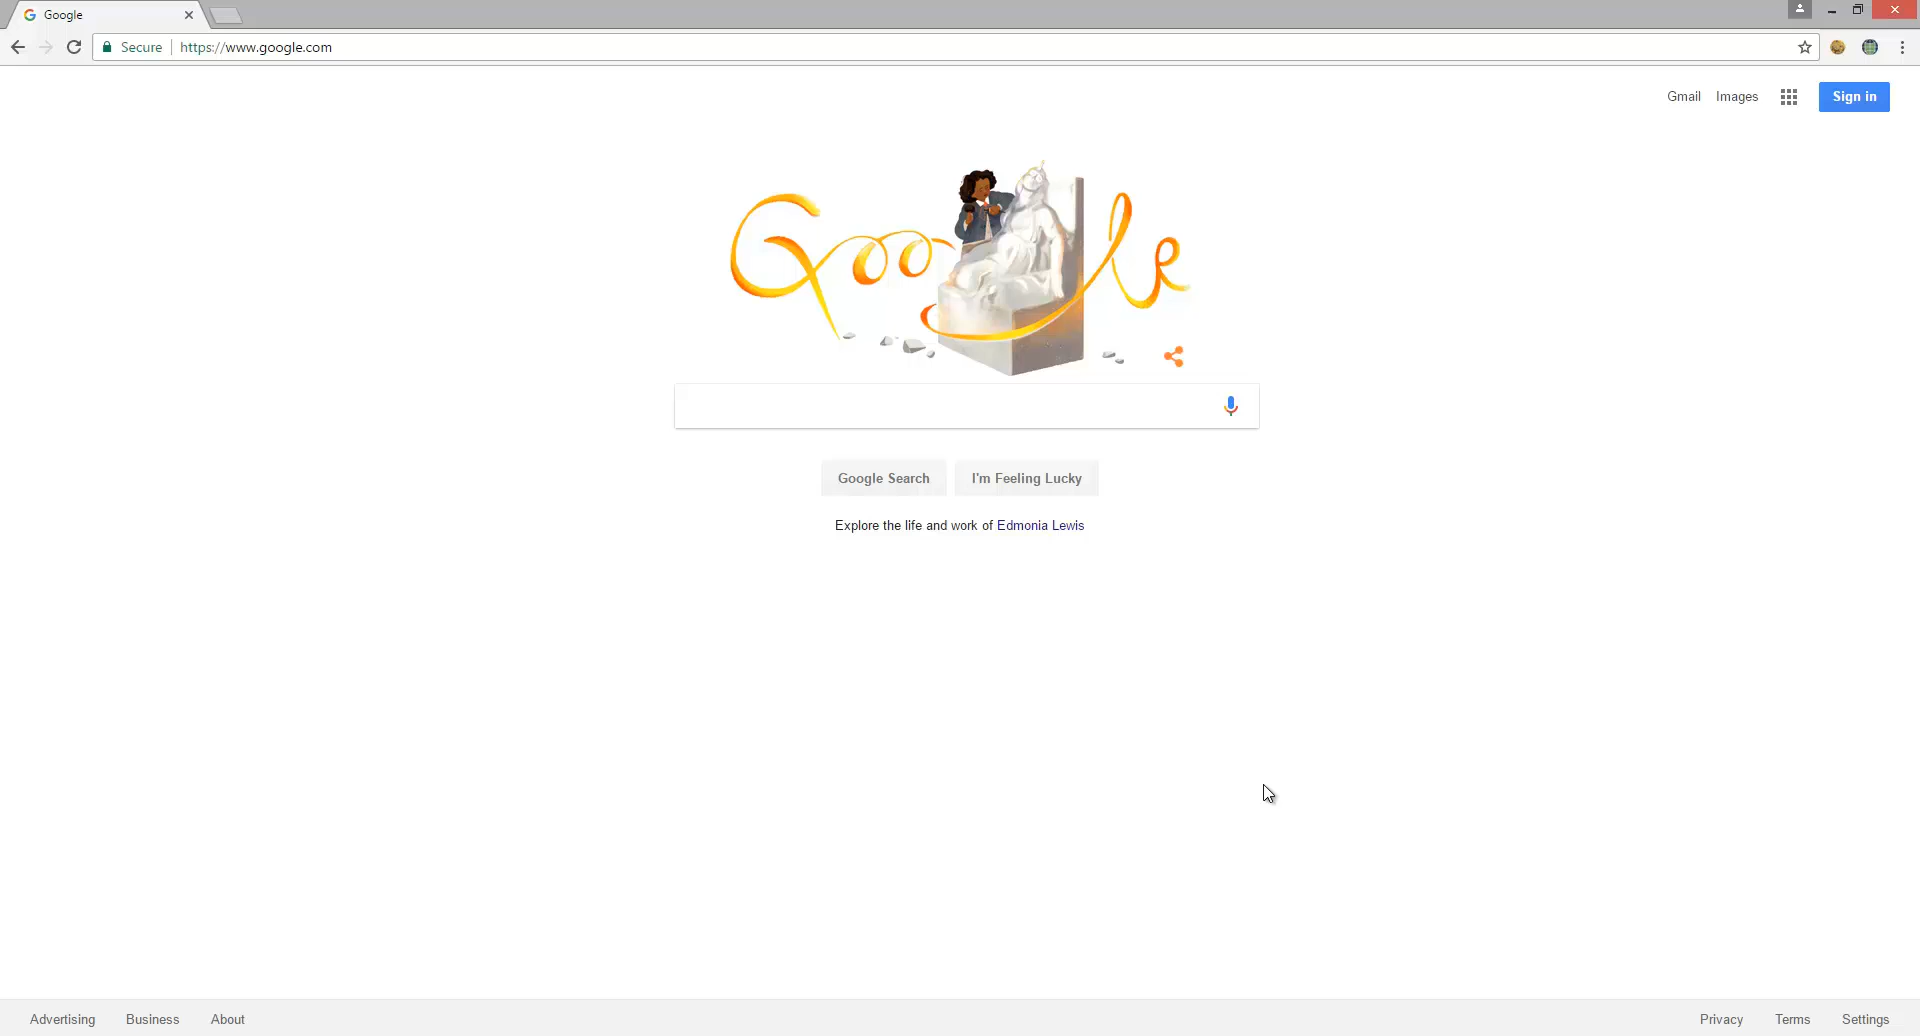 Google
Secure https://www.google.com
Gmail Images Sign in
Google
Google Search I'm Feeling Lucky
Explore the life and work of Edmonia Lewis
Advertising Business About Privacy Terms Settings